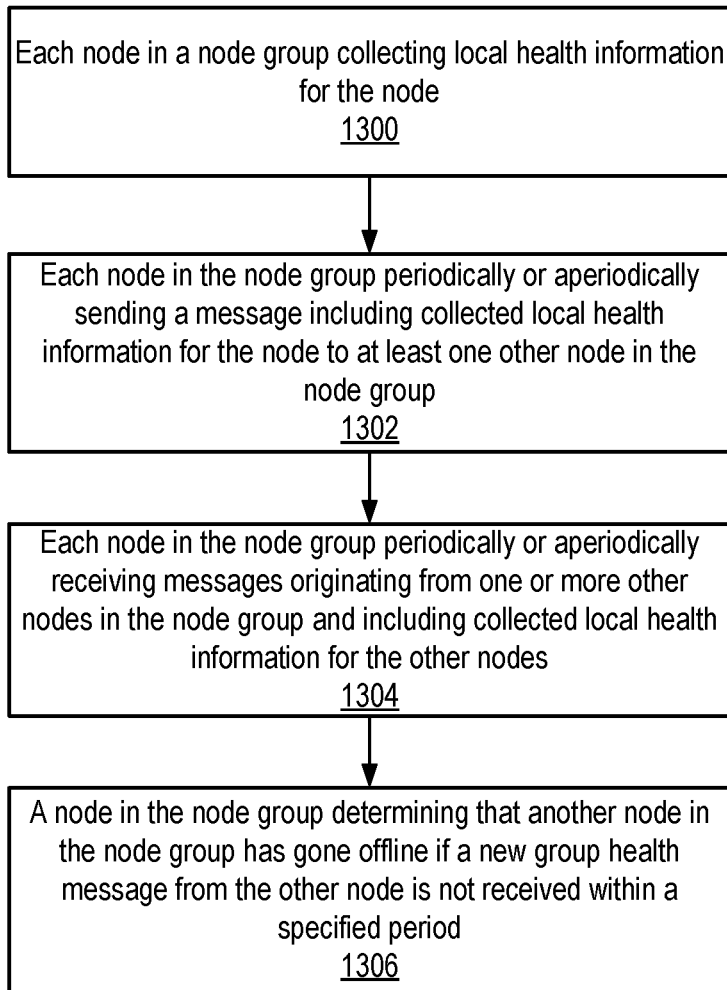 Each node in a node group collecting local health information
for the node
1300
Each node in the node group periodically or aperiodically
sending a message including collected local health
information for the node to at least one other node in the
node group
1302
Each node in the node group periodically or aperiodically
receiving messages originating from one or more other
nodes in the node group and including collected local health
information for the other nodes
1304
A node in the node group determining that another node in
the node group has gone offline if a new group health
message from the other node is not received within a
specified period
1306